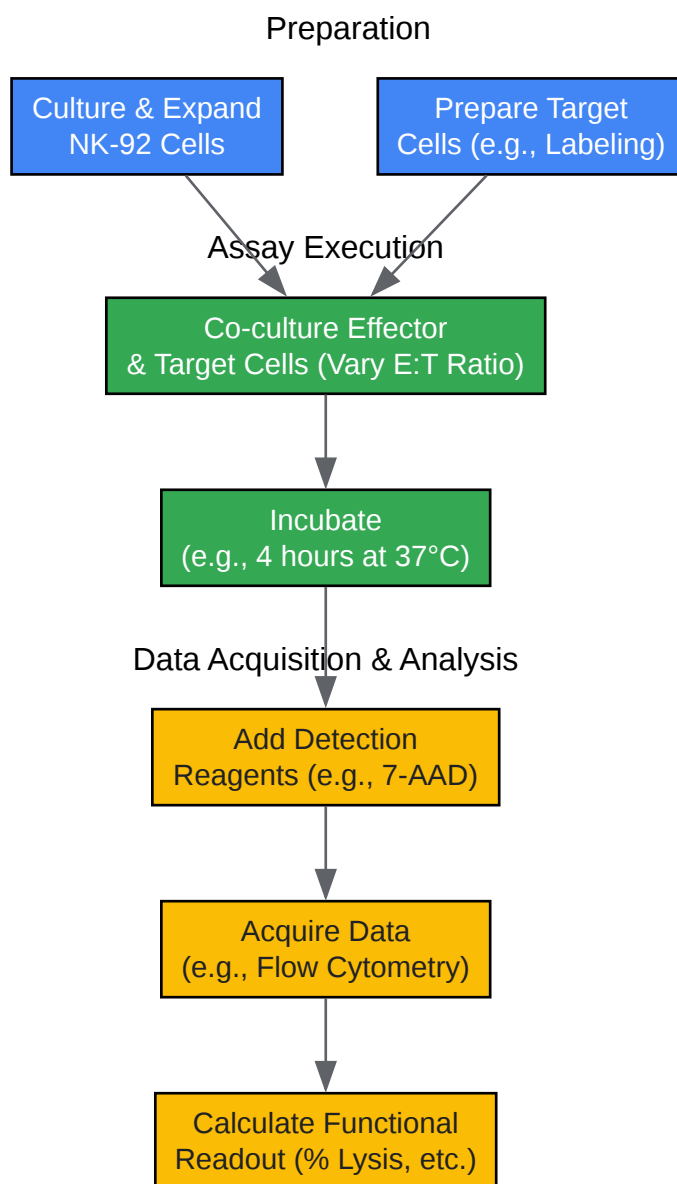 Preparation
Culture & Expand
NK-92 Cells
Prepare Target
Cells (e.g., Labeling)
Assay Execution
Co-culture Effector
& Target Cells (Vary E:T Ratio)
Incubate
(e.g., 4 hours at 37°C)
Data Acquisition & Analysis
Add Detection
Reagents (e.g., 7-AAD)
Acquire Data
(e.g., Flow Cytometry)
Calculate Functional
Readout (% Lysis, etc.)